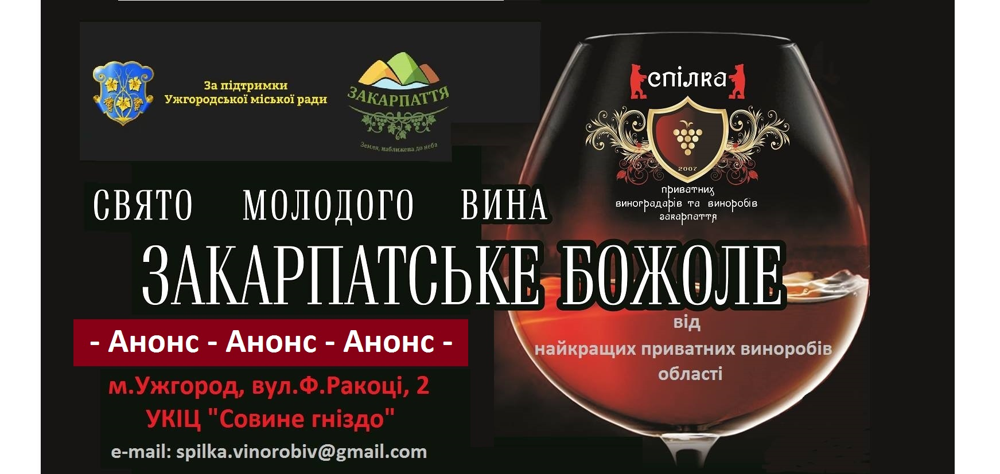 За підтримки
Ужгородської міської ради
ЗАКАРПАТТЯ
Земля, наближена до неба
спілка
2007
приватних
виноградарів та виноробів
закарпаття
СВЯТО МОЛОДОГО ВИНА
ЗАКАРПАТСЬКЕ БОЖОЛЕ
від
найкращих приватних виноробів
області
- Анонс - Анонс - Анонс -
м.Ужгород, вул.Ф.Ракоці, 2
УКІЦ "Совине гніздо"
e-mail: spilka.vinorobiv@gmail.com